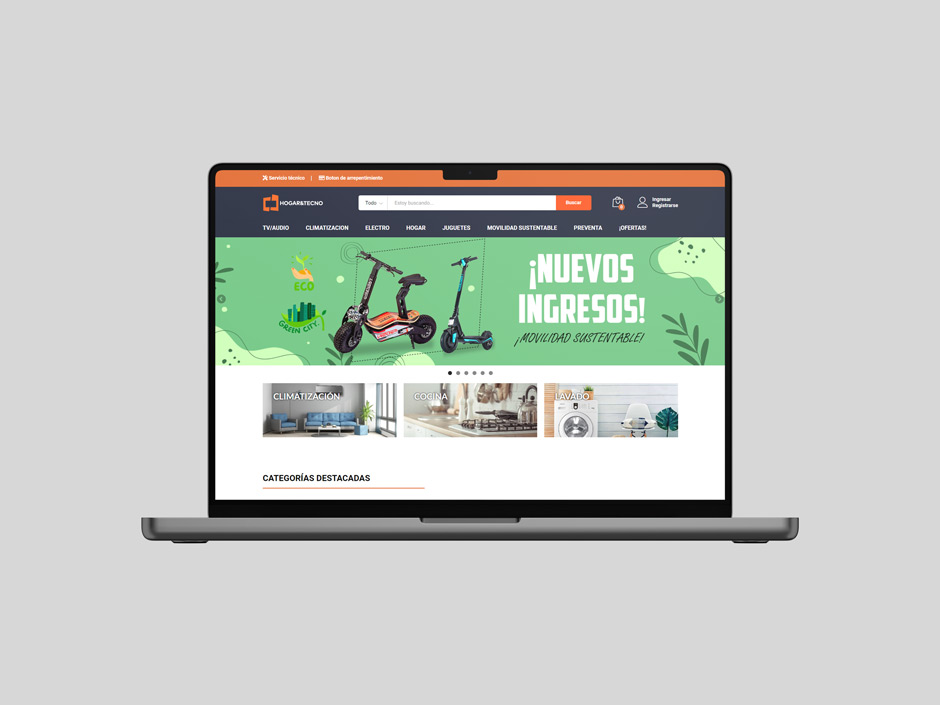 Servicio técnico | Boton de arrepentimiento
HOGAR&TECNO
Todo
Estoy buscando...
Buscar
0
Ingresar
Registrarse
TV/AUDIO CLIMATIZACION ELECTRO HOGAR JUGUETES MOVILIDAD SUSTENTABLE PREVENTA ¡OFERTAS!
ECO
GREEN CITY
¡NUEVOS
INGRESOS!
¡MOVILIDAD SUSTENTABLE!
CLIMATIZACIÓN
COCINA
LAVADO
CATEGORÍAS DESTACADAS